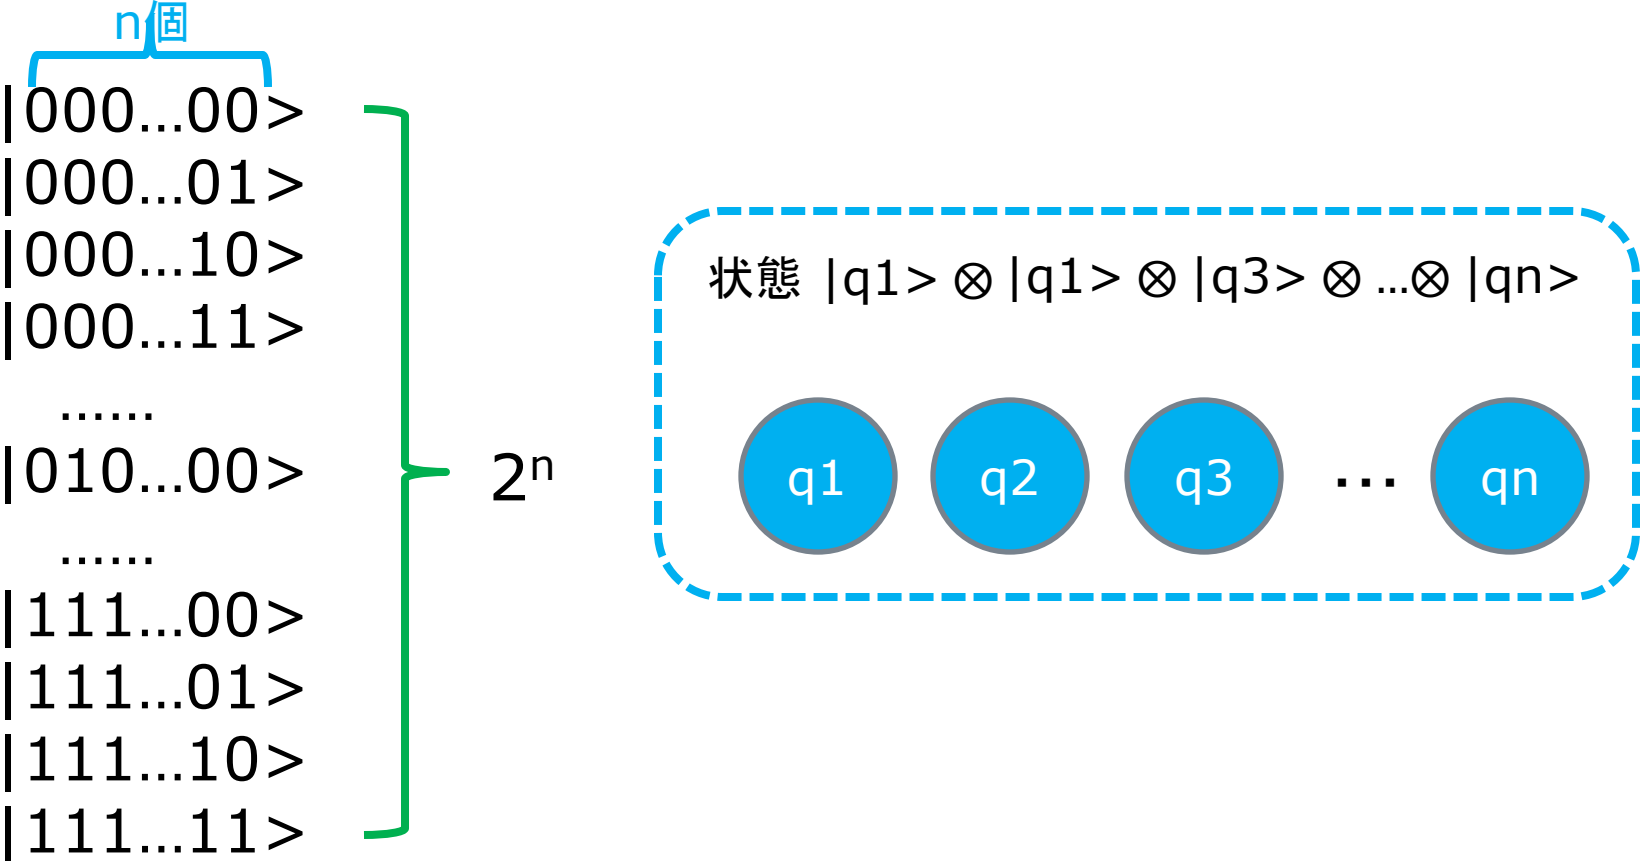 n個
|000...00>
|000...01>
|000...10>
|000...11>
......
|010...00>
......
|111...00>
|111...01>
|111...10>
|111...11>
2ⁿ
状態 |q1> ⊗ |q1> ⊗ |q3> ⊗ ...⊗ |qn>
q1 q2 q3 ... qn